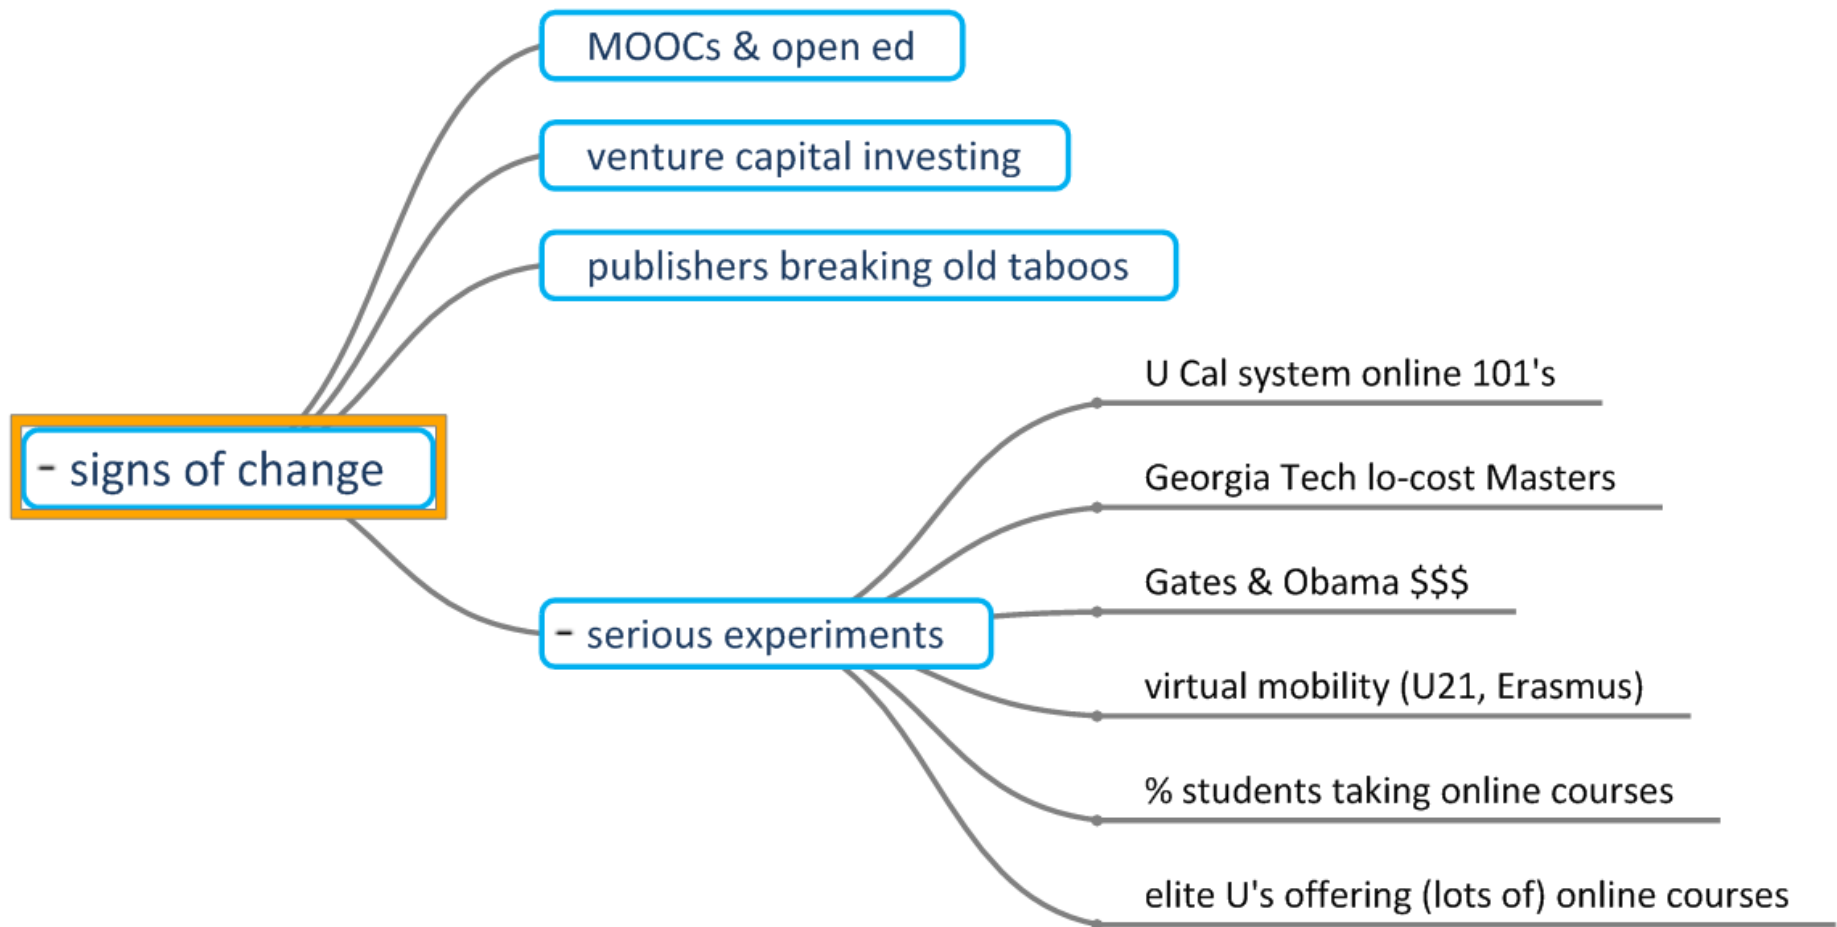 MOOCs & open ed
venture capital investing
publishers breaking old taboos
- signs of change
- serious experiments
U Cal system online 101's
Georgia Tech lo-cost Masters
Gates & Obama $$$
virtual mobility (U21, Erasmus)
% students taking online courses
elite U's offering (lots of) online courses